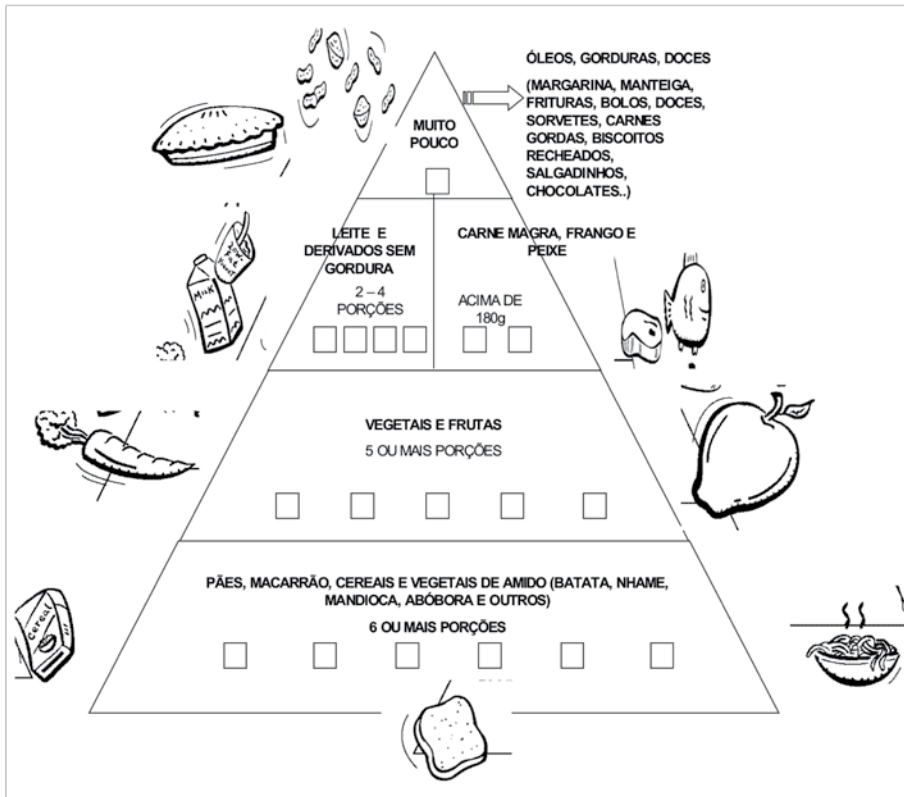 ÓLEOS, GORDURAS, DOCES
(MARGARINA, MANTEIGA,
FRITURAS, BOLOS, DOCES,
SORVETES, CARNES
GORDAS, BISCOITOS
RECHEADOS,
SALGADINHOS,
CHOCOLATES..)
MUITO
POUCO
LEITE E
DERIVADOS SEM
GORDURA
2 – 4
PORÇÕES
CARNE MAGRA, FRANGO E
PEIXE
ACIMA DE
180g
MILK
VEGETAIS E FRUTAS
5 OU MAIS PORÇÕES
PÃES, MACARRÃO, CEREAIS E VEGETAIS DE AMIDO (BATATA, NHAME,
MANDIOCA, ABÓBORA E OUTROS)
6 OU MAIS PORÇÕES
Cereal